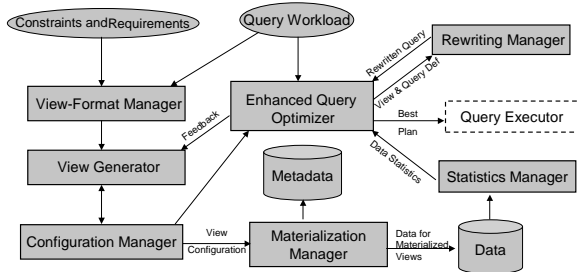 Constraints and Requirements
Query Workload
Rewriting Manager
Rewritten Query
View & Query Def
View-Format Manager
Enhanced Query
Optimizer
Best
Plan
Query Executor
Feedback
View Generator
Data Statistics
Metadata
Statistics Manager
Configuration Manager
View
Configuration
Materialization
Manager
Data for
Materialized
Views
Data